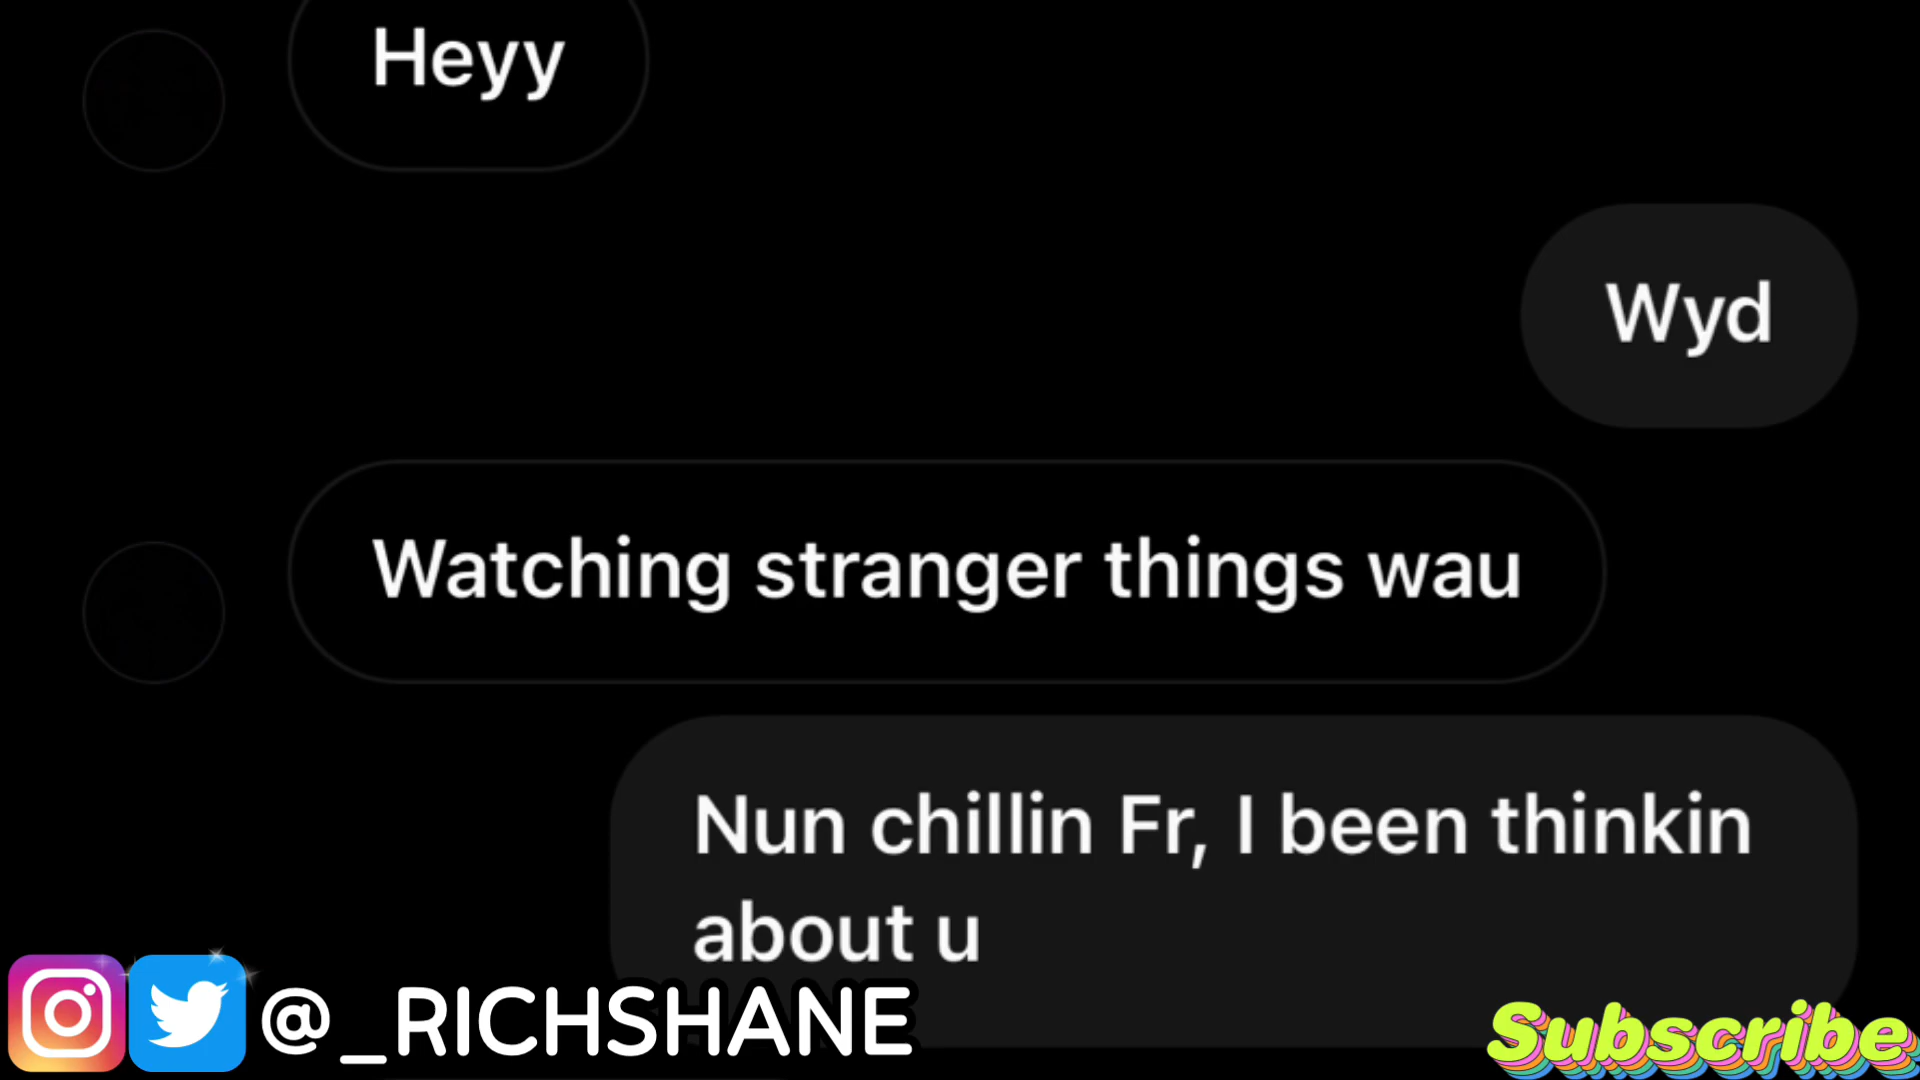 Heyy
Wyd
Watching stranger things wau
Nun chillin Fr, I been thinkin
about u
@_RICHSHANE
Subscribe